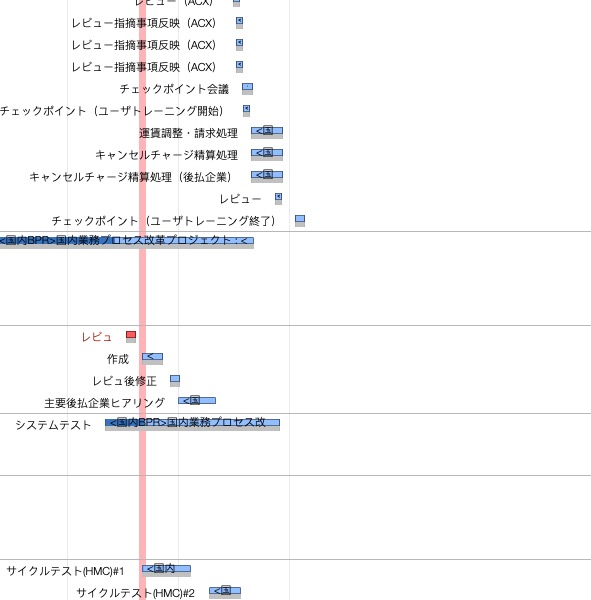 レビュー（ACX）
レビュー指摘事項反映（ACX）
レビュー指摘事項反映（ACX）
レビュー指摘事項反映（ACX）
チェックポイント会議
チェックポイント（ユーザトレーニング開始）
運賃調整・請求処理 <国
キャンセルチャージ精算処理 <国
キャンセルチャージ精算処理（後払企業） <国
レビュー
チェックポイント（ユーザトレーニング終了）
<国内BPR>国内業務プロセス改革プロジェクト：<
レビュ
作成 <
レビュ後修正
主要後払企業ヒアリング <国
システムテスト <国内BPR>国内業務プロセス改
サイクルテスト(HMC)#1 <国内
サイクルテスト(HMC)#2 <国